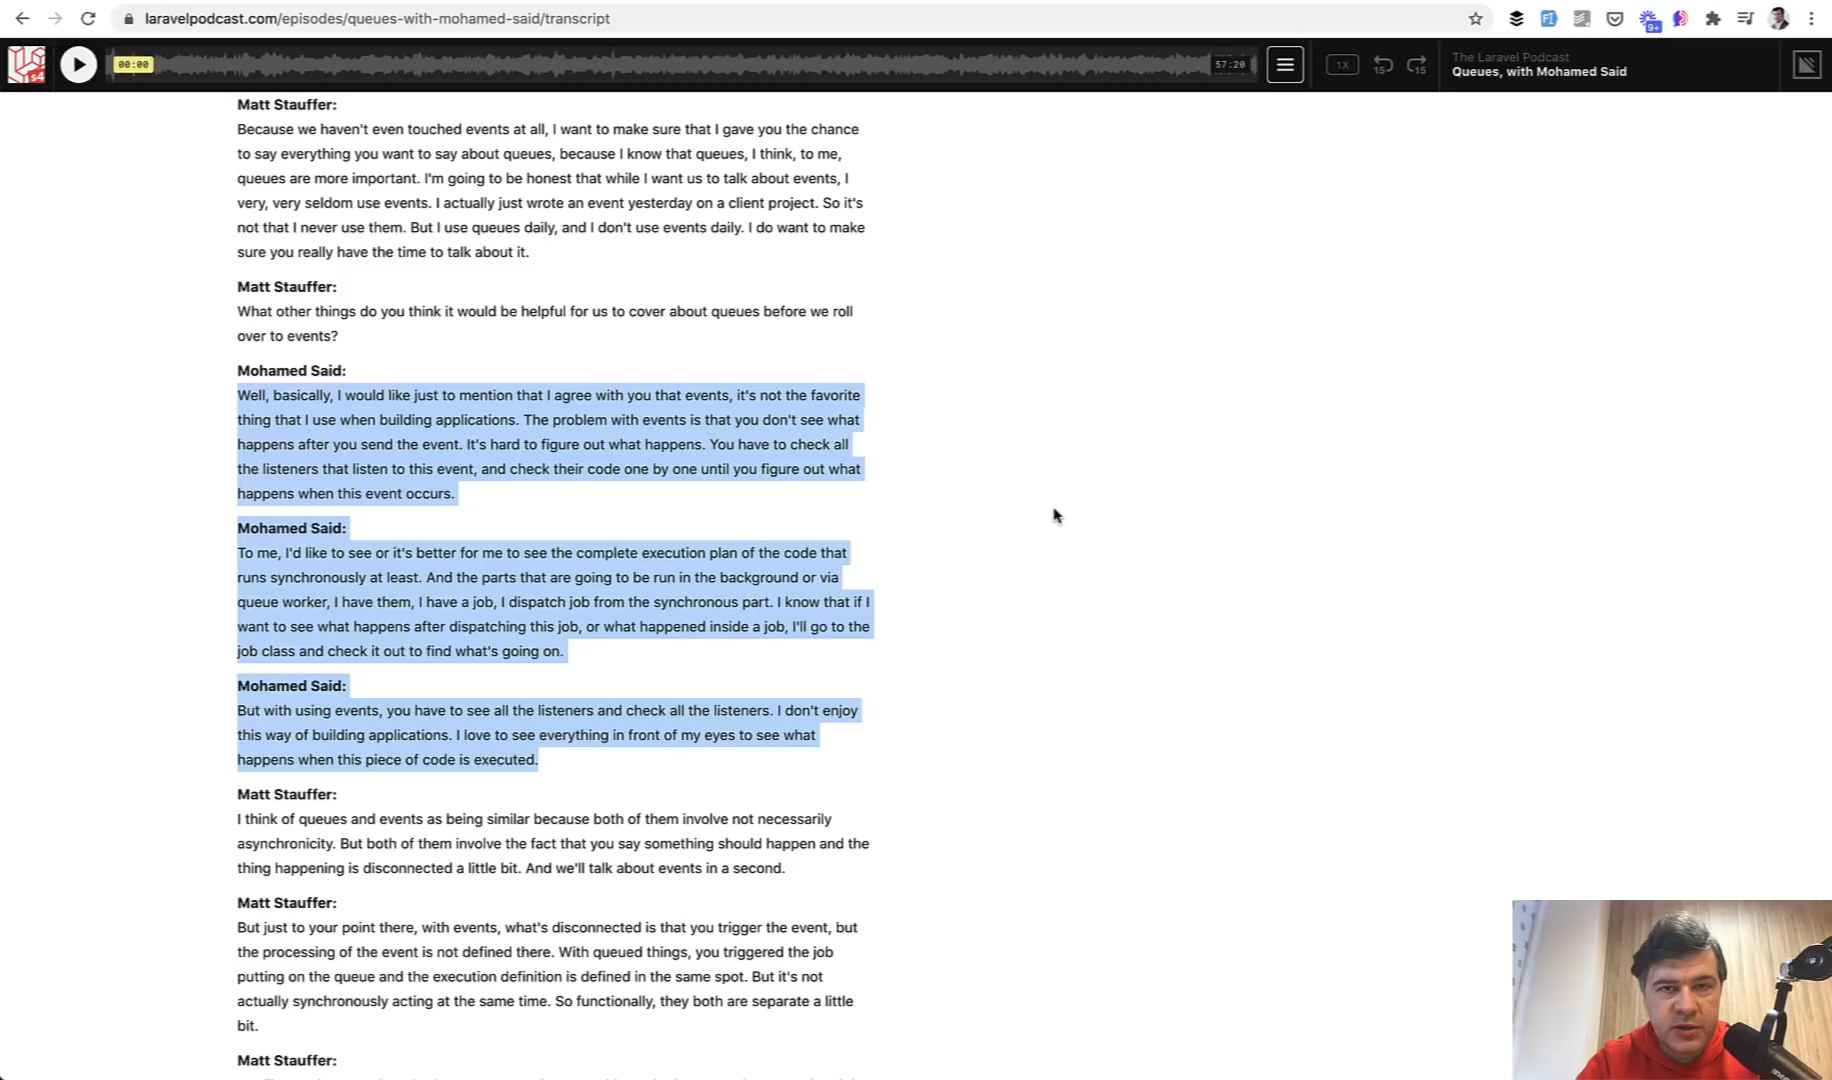 laravelpodcast.com/episodes/queues-with-mohamed-said/transcript
9+
S4
00:00
57:20
1X
15
15
The Laravel Podcast
Queues, with Mohamed Said
Matt Stauffer:
Because we haven't even touched events at all, I want to make sure that I gave you the chance
to say everything you want to say about queues, because I know that queues, I think, to me,
queues are more important. I'm going to be honest that while I want us to talk about events, I
very, very seldom use events. I actually just wrote an event yesterday on a client project. So it's
not that I never use them. But I use queues daily, and I don't use events daily. I do want to make
sure you really have the time to talk about it.
Matt Stauffer:
What other things do you think it would be helpful for us to cover about queues before we roll
over to events?
Mohamed Said:
Well, basically, I would like just to mention that I agree with you that events, it's not the favorite
thing that I use when building applications. The problem with events is that you don't see what
happens after you send the event. It's hard to figure out what happens. You have to check all
the listeners that listen to this event, and check their code one by one until you figure out what
happens when this event occurs.
Mohamed Said:
To me, I'd like to see or it's better for me to see the complete execution plan of the code that
runs synchronously at least. And the parts that are going to be run in the background or via
queue worker, I have them, I have a job, I dispatch job from the synchronous part. I know that if I
want to see what happens after dispatching this job, or what happened inside a job, I'll go to the
job class and check it out to find what's going on.
Mohamed Said:
But with using events, you have to see all the listeners and check all the listeners. I don't enjoy
this way of building applications. I love to see everything in front of my eyes to see what
happens when this piece of code is executed.
Matt Stauffer:
I think of queues and events as being similar because both of them involve not necessarily
asynchronicity. But both of them involve the fact that you say something should happen and the
thing happening is disconnected a little bit. And we'll talk about events in a second.
Matt Stauffer:
But just to your point there, with events, what's disconnected is that you trigger the event, but
the processing of the event is not defined there. With queued things, you triggered the job
putting on the queue and the execution definition is defined in the same spot. But it's not
actually synchronously acting at the same time. So functionally, they both are separate a little
bit.
Matt Stauffer: